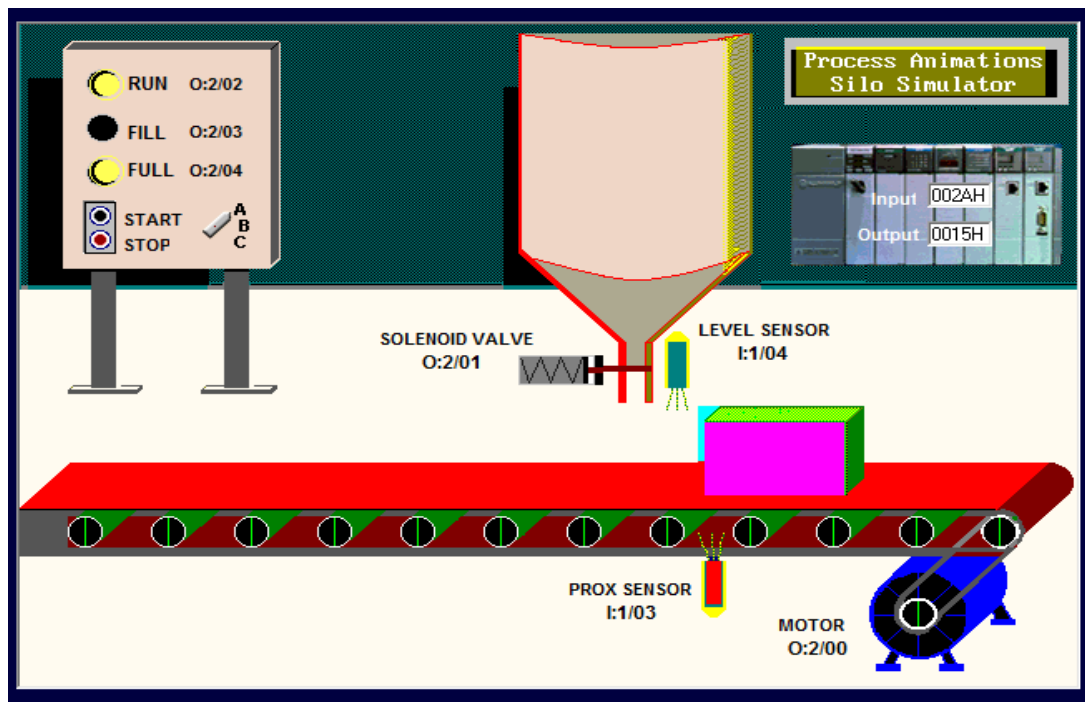 RUN O:2/02
FILL O:2/03
FULL O:2/04
START
STOP
A
B
C
Process Animations
Silo Simulator
Input 002AH
Output 0015H
SOLENOID VALVE
O:2/01
LEVEL SENSOR
I:1/04
PROX SENSOR
I:1/03
MOTOR
O:2/00